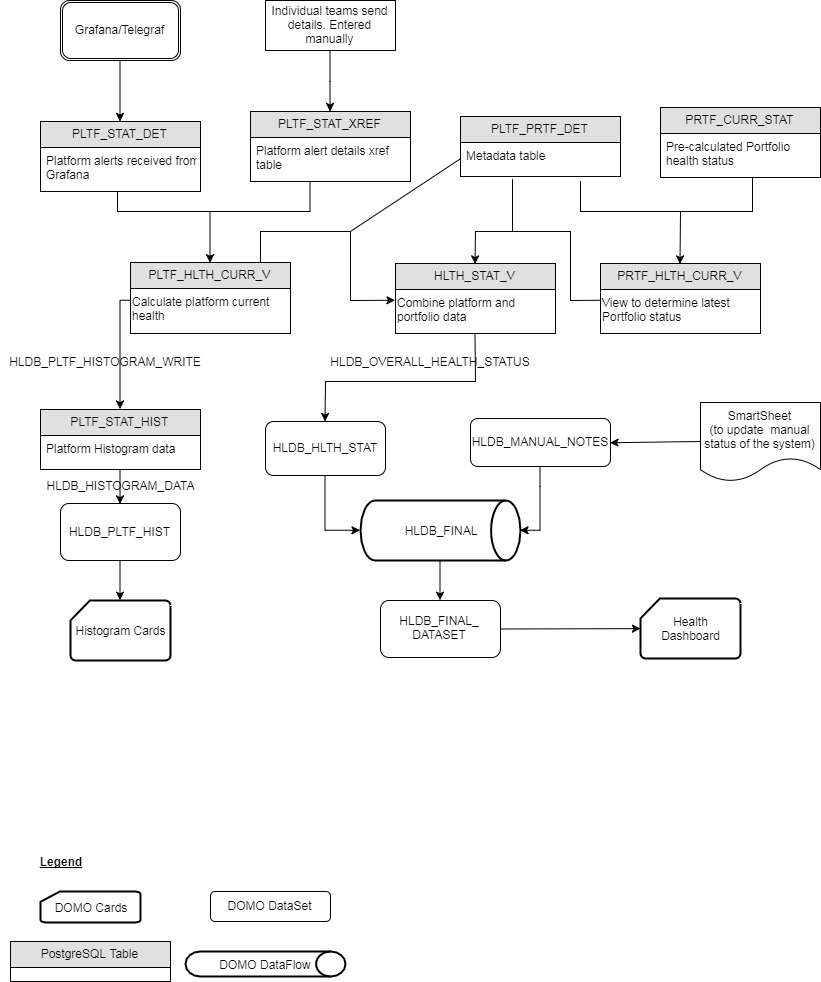 Grafana/Telegraf
Individual teams send
details. Entered
manually
PLTF_STAT_DET
Platform alerts received from
Grafana
PLTF_STAT_XREF
Platform alert details xref
table
PLTF_PRTF_DET
Metadata table
PRTF_CURR_STAT
Pre-calculated Portfolio
health status
PLTF_HLTH_CURR_V
Calculate platform current
health
HLTH_STAT_V
Combine platform and
portfolio data
PRTF_HLTH_CURR_V
View to determine latest
Portfolio status
HLDB_PLTF_HISTOGRAM_WRITE
HLDB_OVERALL_HEALTH_STATUS
PLTF_STAT_HIST
Platform Histogram data
HLDB_HLTH_STAT
HLDB_MANUAL_NOTES
SmartSheet
(to update manual
status of the system)
HLDB_HISTOGRAM_DATA
HLDB_PLTF_HIST
HLDB_FINAL
Histogram Cards
HLDB_FINAL_
DATASET
Health
Dashboard
Legend
DOMO Cards
DOMO DataSet
PostgreSQL Table
DOMO DataFlow